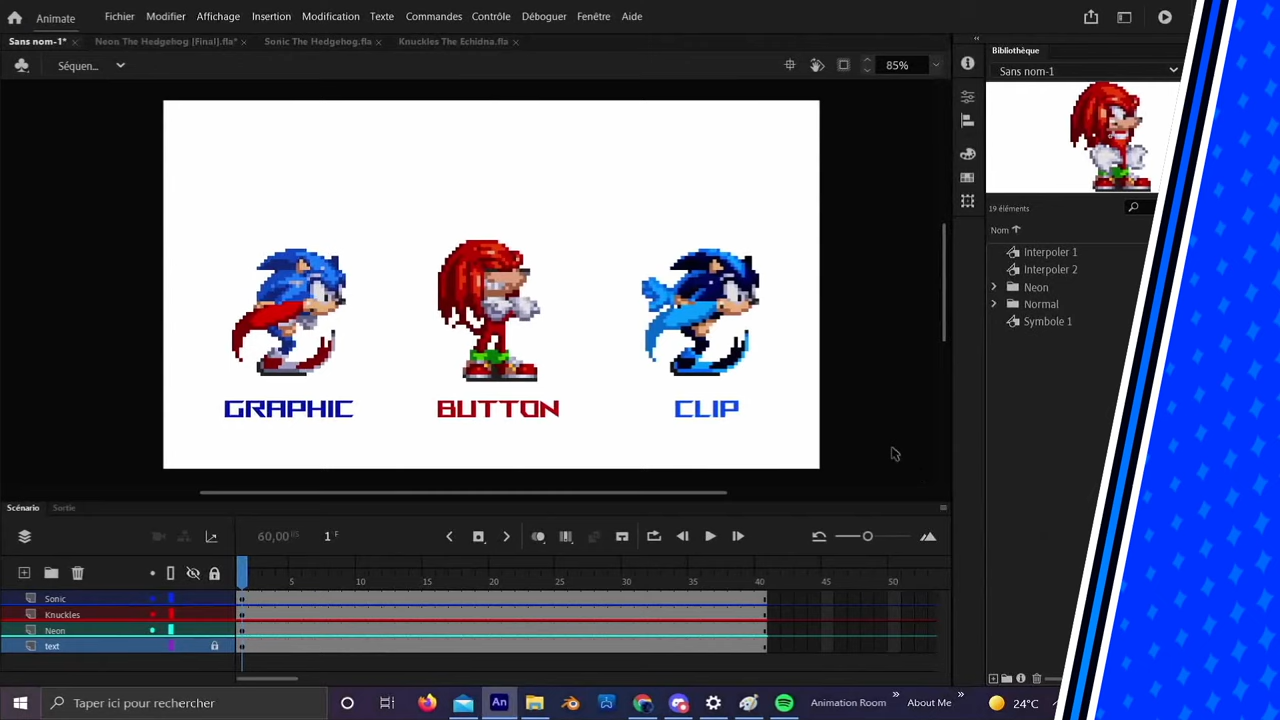 Animate Fichier Modifier Affichage Insertion Modification Texte Commandes Contrôle Déboguer Fenêtre Aide
Sans nom-1* × Neon The Hedgehog [Final].fla* × Sonic The Hedgehog.fla × Knuckles The Echidna.fla ×
Séquen... 85%
Bibliothèque
Sans nom-1
19 éléments
Nom
Interpoler 1
Interpoler 2
Neon
Normal
Symbole 1
GRAPHIC BUTTON CLIP
Scénario Sortie
60,00 I/S 1 F
5 10 15 20 25 30 35 40 45 50
Sonic
Knuckles
Neon
text
Taper ici pour rechercher An Animation Room » About Me » 24°C